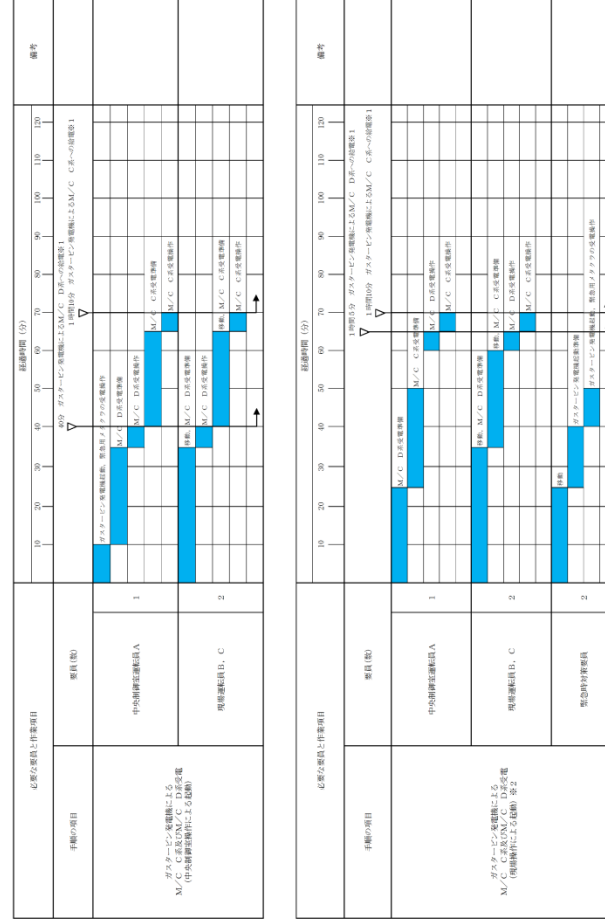 必要な要員と作業項目
経過時間（分）
備考
手順の項目
要員(数)
10 20 30 40 50 60 70 80 90 100 110 120
40分 ガスタービン発電機によるM／C D系への給電※1
1時間10分 ガスタービン発電機によるM／C C系への給電※1
ガスタービン発電機による
M／C C系及びM／C D系受電
(中央制御室操作による起動)
中央制御室運転員A
1
ガスタービン発電機起動、緊急用メタクラの受電操作
M／C D系受電準備
M／C D系受電操作
M／C C系受電準備
M／C C系受電操作
現場運転員B, C
2
移動, M／C D系受電準備
M／C D系受電操作
移動, M／C C系受電準備
M／C C系受電操作
必要な要員と作業項目
経過時間（分）
備考
手順の項目
要員(数)
10 20 30 40 50 60 70 80 90 100 110 120
1時間5分 ガスタービン発電機によるM／C D系への給電※1
1時間10分 ガスタービン発電機によるM／C C系への給電※1
ガスタービン発電機による
M／C C系及びM／C D系受電
(現場操作による起動) ※2
中央制御室運転員A
1
M／C D系受電準備
M／C C系受電準備
M／C D系受電操作
M／C C系受電操作
現場運転員B, C
2
移動, M／C D系受電準備
移動, M／C C系受電準備
M／C D系受電操作
M／C C系受電操作
緊急時対策要員
2
移動
ガスタービン発電機起動準備
ガスタービン発電機起動, 緊急用メタクラの受電操作